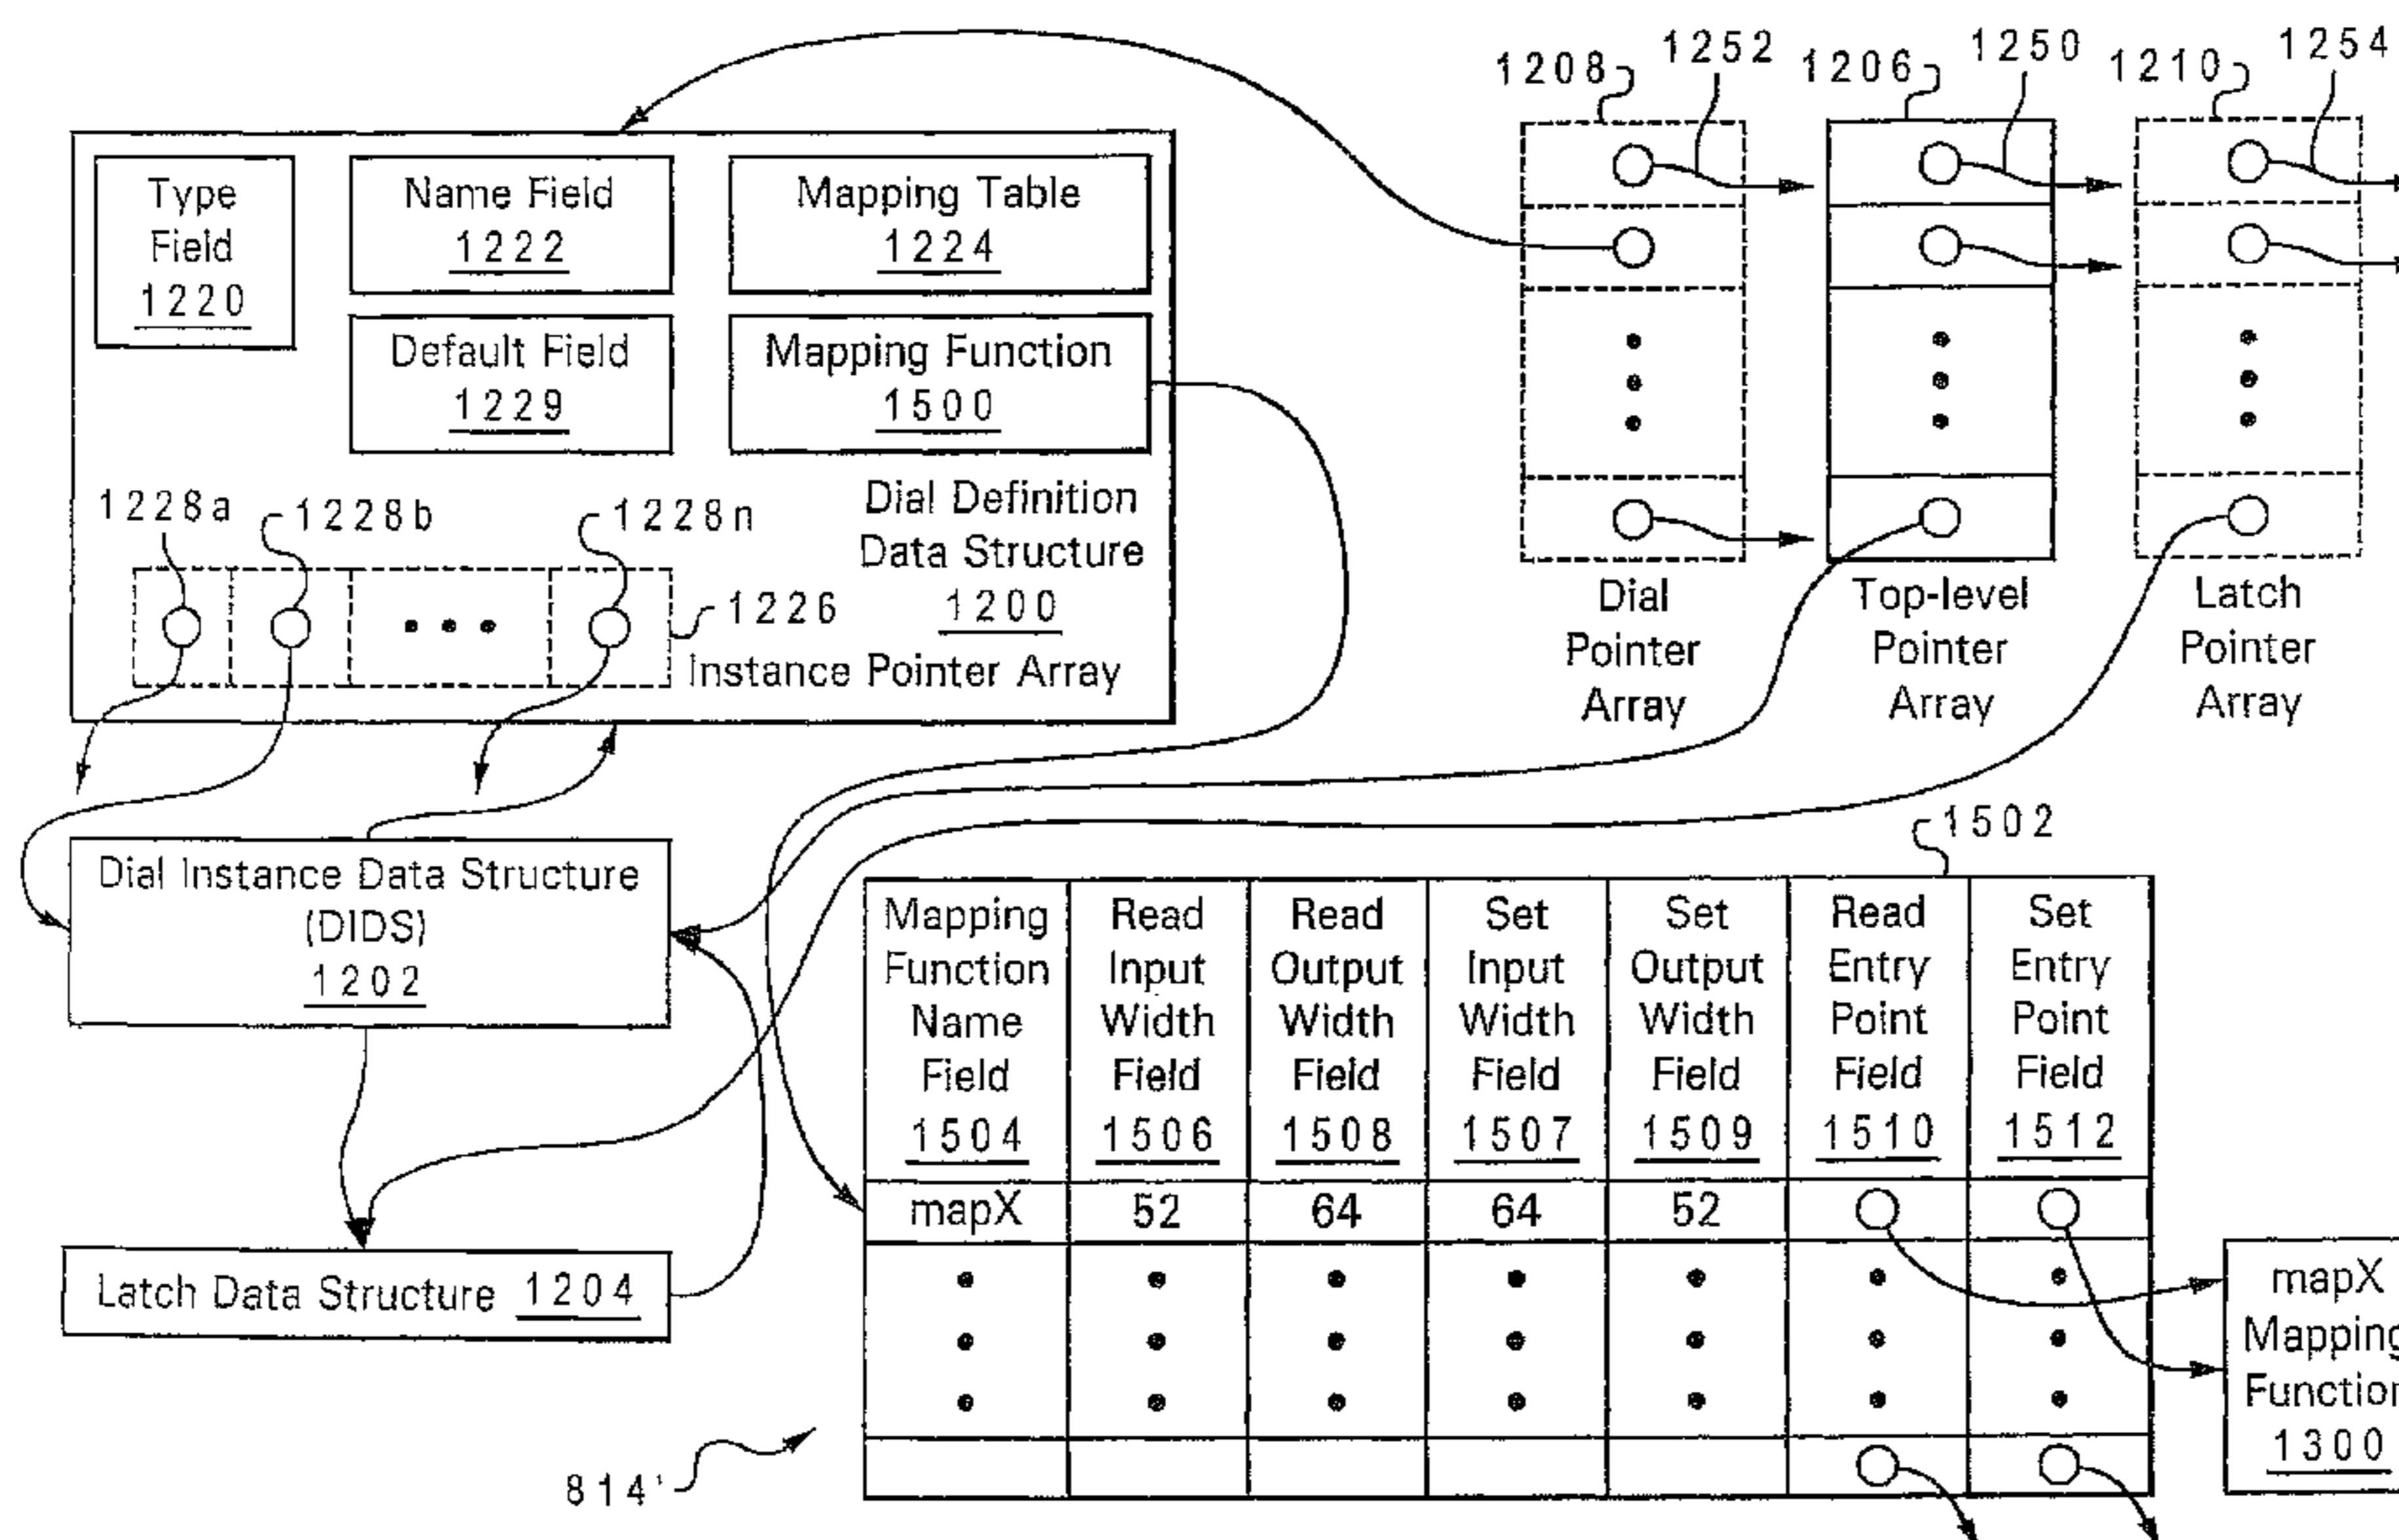 1208
1252
1206
1250
1210
1254
Type
Field
1220
Name Field
1222
Mapping Table
1224
Default Field
1229
Mapping Function
1500
1228a
1228b
1228n
1226
Dial Definition
Data Structure
1200
Instance Pointer Array
Dial
Pointer
Array
Top-level
Pointer
Array
Latch
Pointer
Array
Dial Instance Data Structure
(DIDS)
1202
Latch Data Structure 1204
1502
Mapping
Function
Name
Field
1504
Read
Input
Width
Field
1506
Read
Output
Width
Field
1508
Set
Input
Width
Field
1507
Set
Output
Width
Field
1509
Read
Entry
Point
Field
1510
Set
Entry
Point
Field
1512
mapX 52 64 64 52
mapX
Mapping
Function
1300
814'